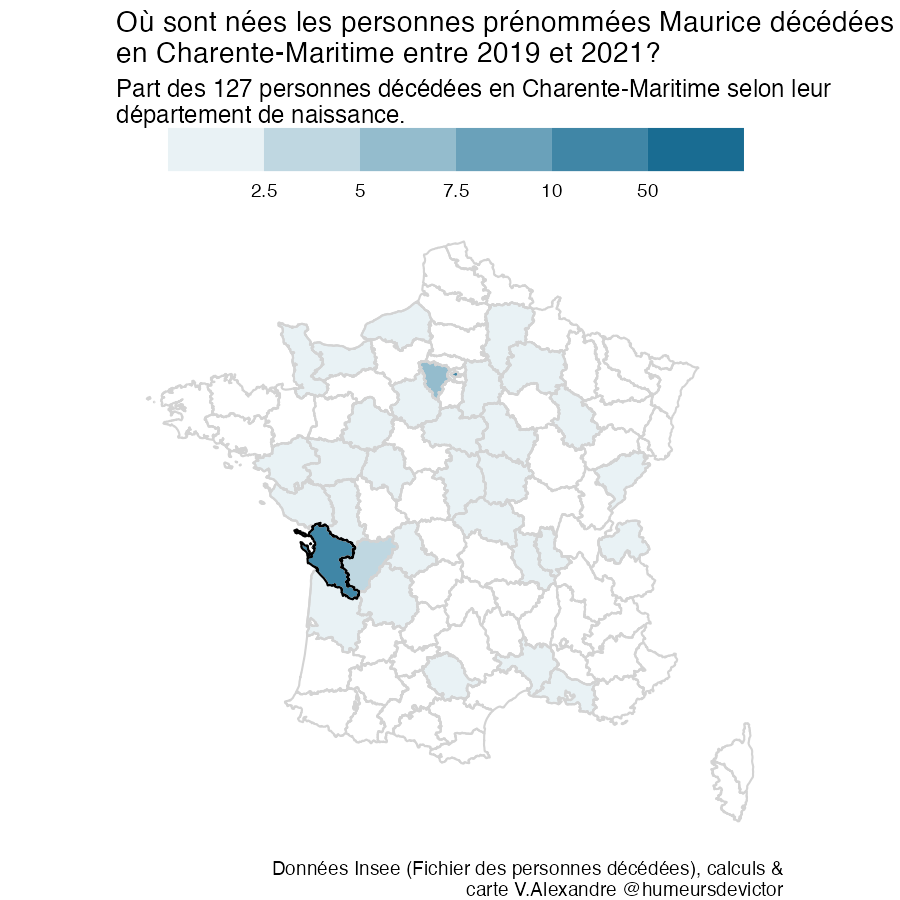 Où sont nées les personnes prénommées Maurice décédées
en Charente-Maritime entre 2019 et 2021?
Part des 127 personnes décédées en Charente-Maritime selon leur
département de naissance.
2.5 5 7.5 10 50
Données Insee (Fichier des personnes décédées), calculs &
carte V.Alexandre @humeursdevictor